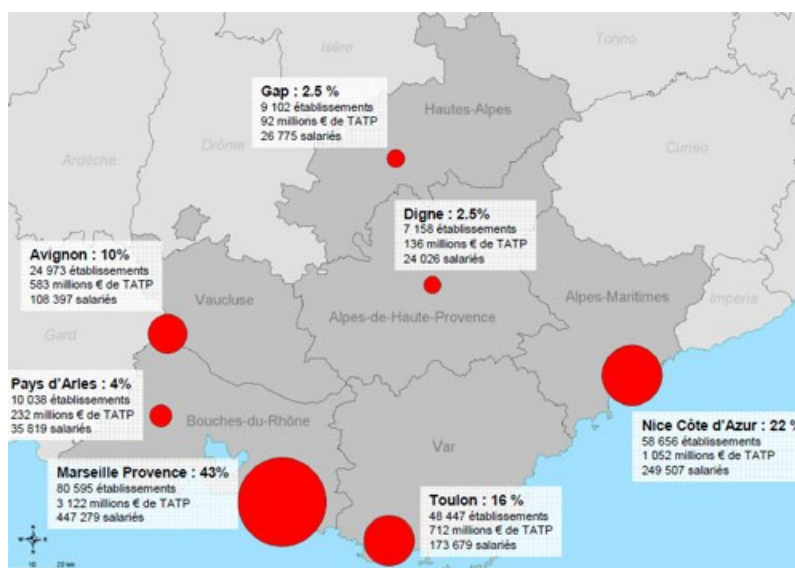 Isère
Torino
Gap : 2.5 %
9 102 établissements
92 millions € de TATP
26 775 salariés
Hautes-Alpes
Ardèche
Drôme
Cuneo
Digne : 2.5%
7 158 établissements
136 millions € de TATP
24 026 salariés
Avignon : 10%
24 973 établissements
583 millions € de TATP
108 397 salariés
Vaucluse
Alpes-Maritimes
Imperia
Alpes-de-Haute-Provence
Gard
Pays d'Arles : 4%
10 038 établissements
232 millions € de TATP
35 819 salariés
Bouches-du-Rhône
Var
Nice Côte d'Azur : 22 %
58 656 établissements
1 052 millions € de TATP
249 507 salariés
Marseille Provence : 43%
80 595 établissements
3 122 millions € de TATP
447 279 salariés
Toulon : 16 %
48 447 établissements
712 millions € de TATP
173 679 salariés
10 20 km